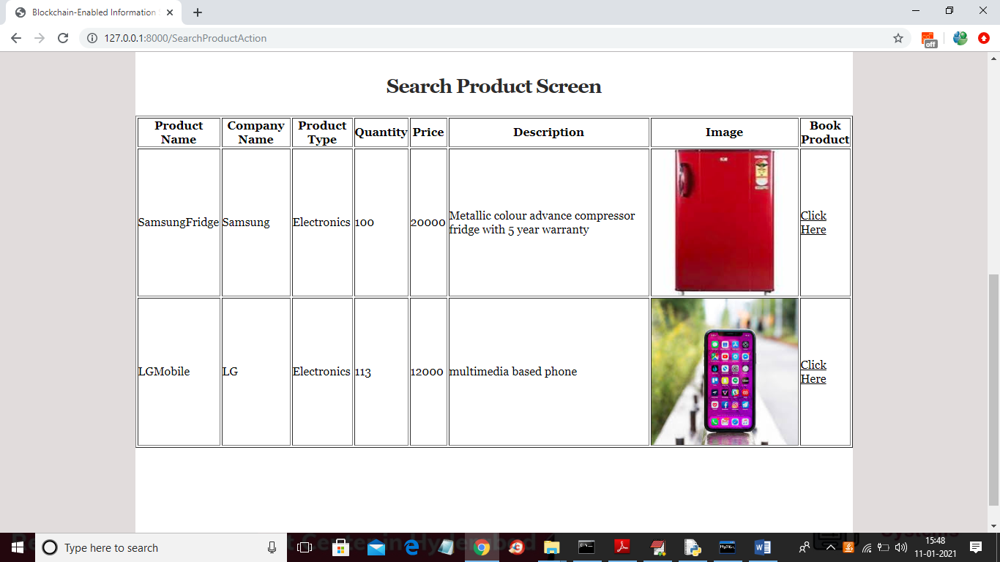 Blockchain-Enabled Information
127.0.0.1:8000/SearchProductAction
off
Search Product Screen
Product Name
Company Name
Product Type
Quantity
Price
Description
Image
Book Product
SamsungFridge
Samsung
Electronics
100
20000
Metallic colour advance compressor
fridge with 5 year warranty
Click
Here
LGMobile
LG
Electronics
113
12000
multimedia based phone
Click
Here
Type here to search
15:48
11-01-2021